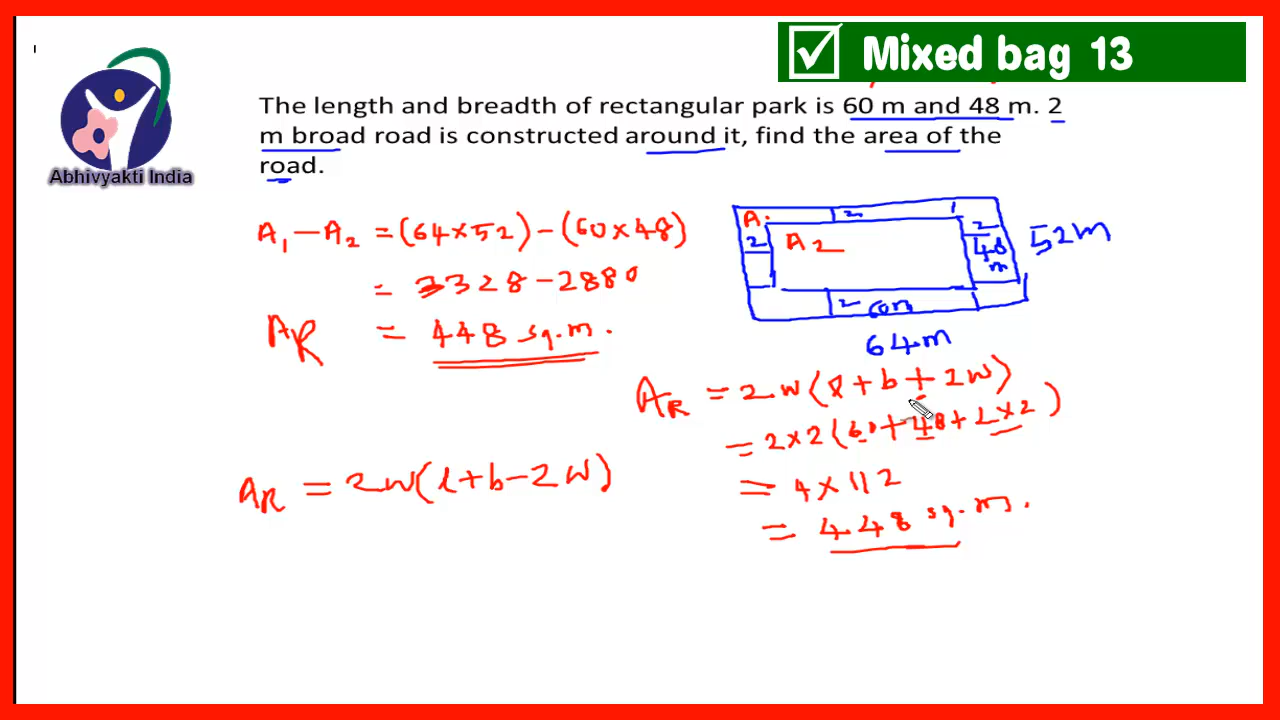 Mixed bag 13
Abhivyakti India
The length and breadth of rectangular park is 60 m and 48 m. 2
m broad road is constructed around it, find the area of the
road.
A₁ - A₂ = (64 × 52) - (60 × 48)
= 3328 - 2880
AR = 448 sq.m.
A₁
2
2
2
48
m
A2
2
60m
52m
64m
AR = 2w(l + b + 2w)
= 2×2(60 + 48 + 2×2)
= 4 × 112
= 448 sq.m.
AR = 2w(l + b - 2w)